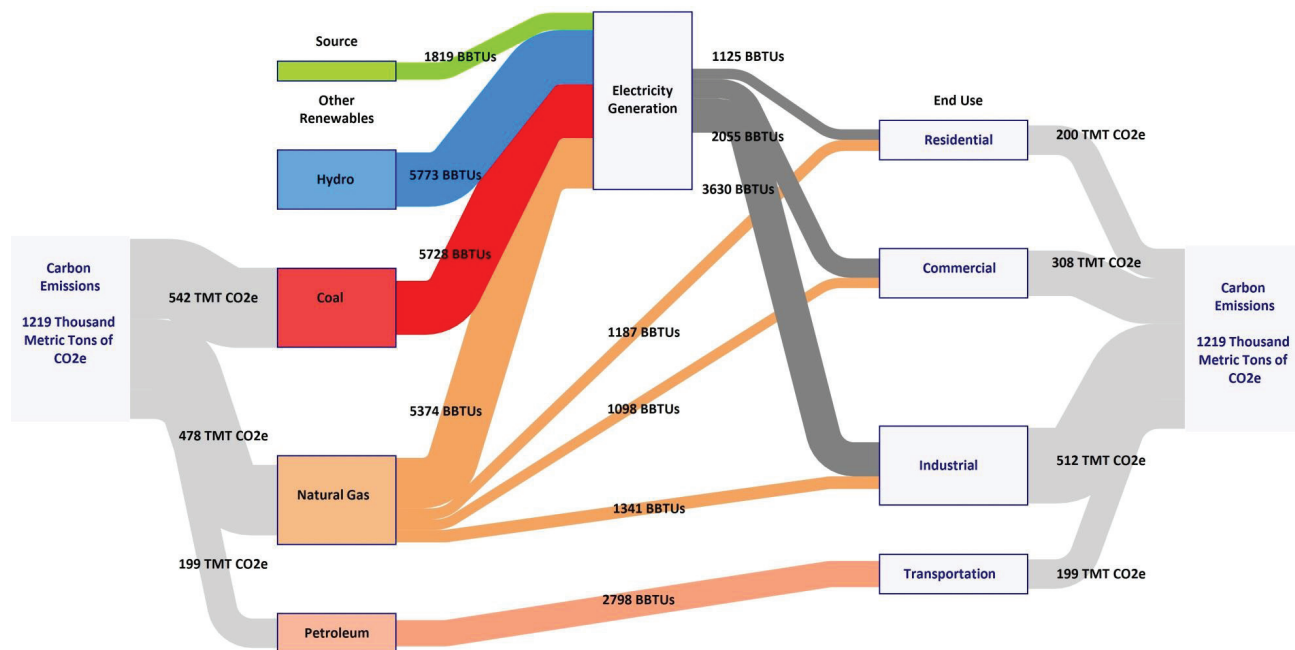 Source
1819 BBTUs
Other
Renewables
Hydro
5773 BBTUs
5728 BBTUs
Coal
Carbon
Emissions
1219 Thousand
Metric Tons of
CO2e
542 TMT CO2e
478 TMT CO2e
199 TMT CO2e
Natural Gas
5374 BBTUs
Petroleum
Electricity
Generation
1125 BBTUs
2055 BBTUs
3630 BBTUs
1187 BBTUs
1098 BBTUs
1341 BBTUs
2798 BBTUs
End Use
Residential
200 TMT CO2e
Commercial
308 TMT CO2e
Industrial
512 TMT CO2e
Transportation
199 TMT CO2e
Carbon
Emissions
1219 Thousand
Metric Tons of
CO2e